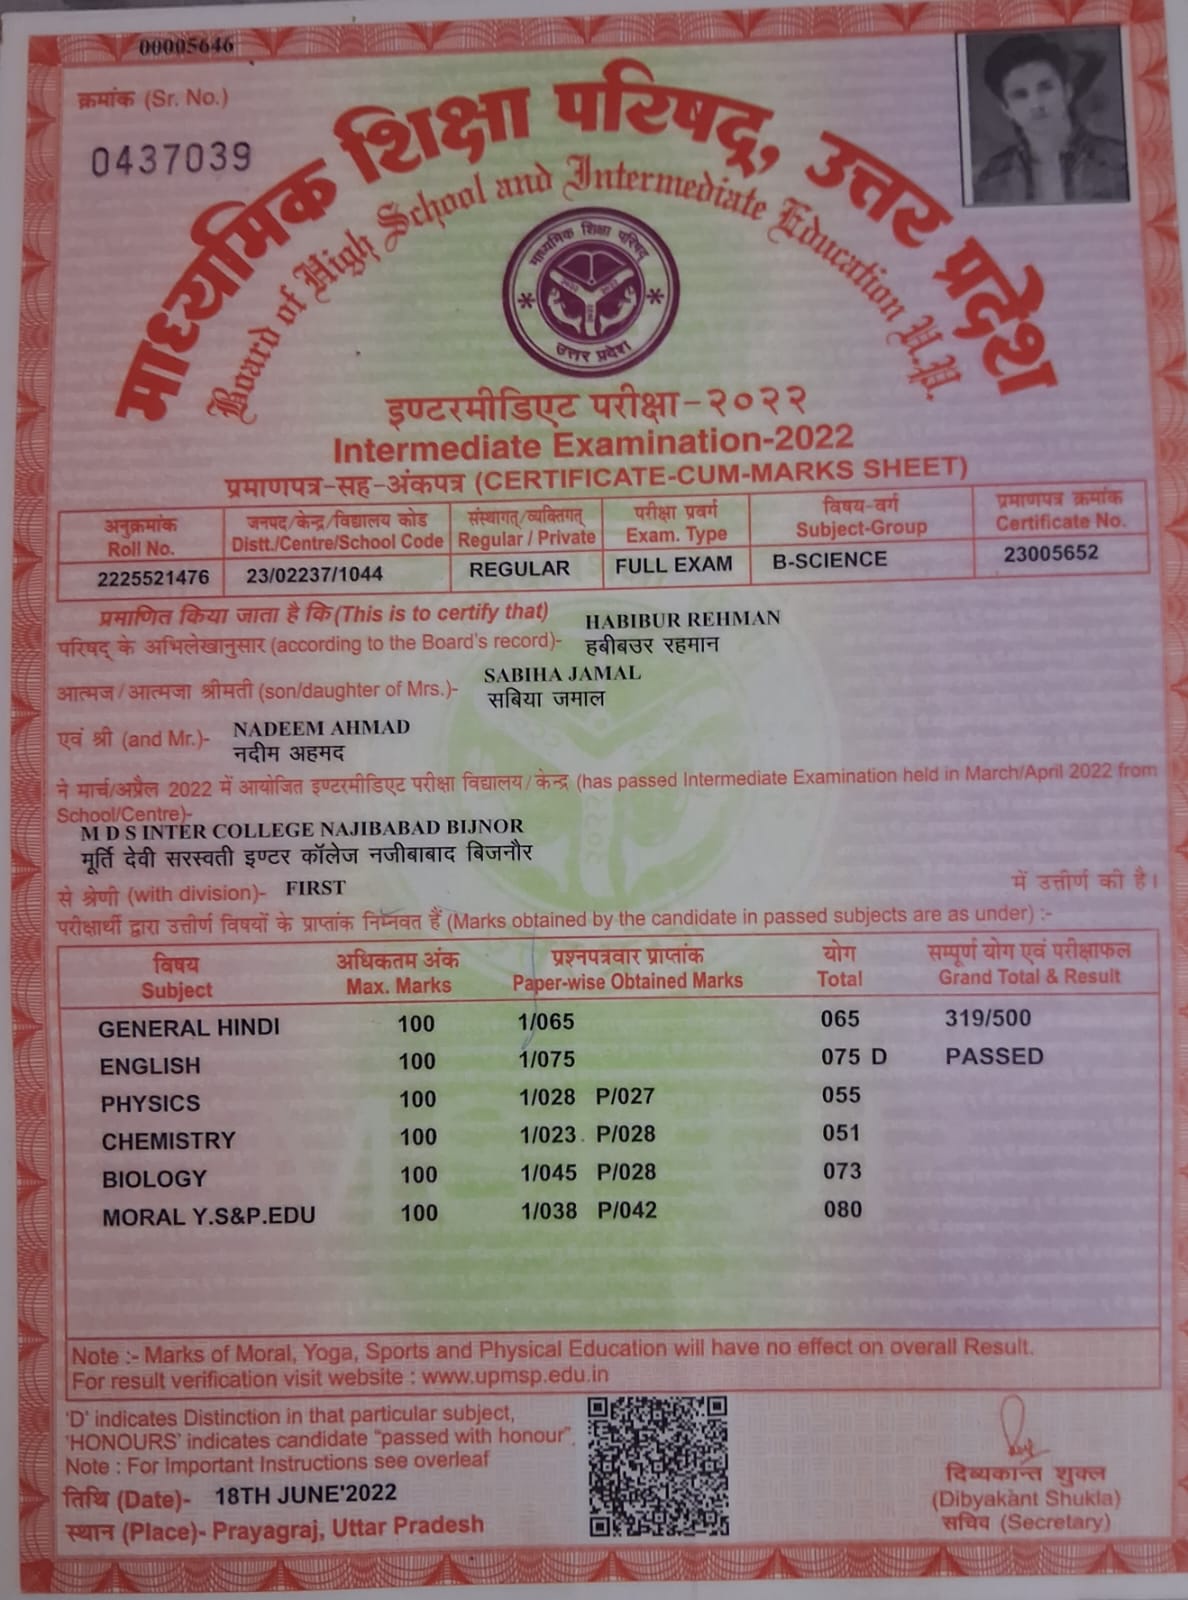 00005646
क्रमांक (Sr. No.)
0437039
माध्यमिक शिक्षा परिषद्, उत्तर प्रदेश
Board of High School and Intermediate Education U.P.
माध्यमिक शिक्षा परिषद्
उत्तर प्रदेश
इण्टरमीडिएट परीक्षा-२०२२
Intermediate Examination-2022
प्रमाणपत्र-सह-अंकपत्र (CERTIFICATE-CUM-MARKS SHEET)
अनुक्रमांक जनपद/केन्द्र/विद्यालय कोड संस्थागत्/व्यक्तिगत् परीक्षा प्रवर्ग विषय-वर्ग प्रमाणपत्र क्रमांक
Roll No. Distt./Centre/School Code Regular / Private Exam. Type Subject-Group Certificate No.
2225521476 23/02237/1044 REGULAR FULL EXAM B-SCIENCE 23005652
प्रमाणित किया जाता है कि (This is to certify that) HABIBUR REHMAN
परिषद् के अभिलेखानुसार (according to the Board's record)- हबीबउर रहमान
SABIHA JAMAL
आत्मज/आत्मजा श्रीमती (son/daughter of Mrs.)- सबिया जमाल
एवं श्री (and Mr.)- NADEEM AHMAD
नदीम अहमद
ने मार्च/अप्रैल 2022 में आयोजित इण्टरमीडिएट परीक्षा विद्यालय/केन्द्र (has passed Intermediate Examination held in March/April 2022 from
School/Centre)-
M D S INTER COLLEGE NAJIBABAD BIJNOR
मूर्ति देवी सरस्वती इण्टर कॉलेज नजीबाबाद बिजनौर
से श्रेणी (with division)- FIRST में उत्तीर्ण की है।
परीक्षार्थी द्वारा उत्तीर्ण विषयों के प्राप्तांक निम्नवत हैं (Marks obtained by the candidate in passed subjects are as under) :-
विषय अधिकतम अंक प्रश्नपत्रवार प्राप्तांक योग सम्पूर्ण योग एवं परीक्षाफल
Subject Max. Marks Paper-wise Obtained Marks Total Grand Total & Result
GENERAL HINDI 100 1/065 065 319/500
ENGLISH 100 1/075 075 D PASSED
PHYSICS 100 1/028 P/027 055
CHEMISTRY 100 1/023 P/028 051
BIOLOGY 100 1/045 P/028 073
MORAL Y.S&P.EDU 100 1/038 P/042 080
Note :- Marks of Moral, Yoga, Sports and Physical Education will have no effect on overall Result.
For result verification visit website : www.upmsp.edu.in
'D' indicates Distinction in that particular subject,
'HONOURS' indicates candidate "passed with honour".
Note : For Important Instructions see overleaf
तिथि (Date)- 18TH JUNE'2022
स्थान (Place)- Prayagraj, Uttar Pradesh
दिव्यकान्त शुक्ल
(Dibyakant Shukla)
सचिव (Secretary)